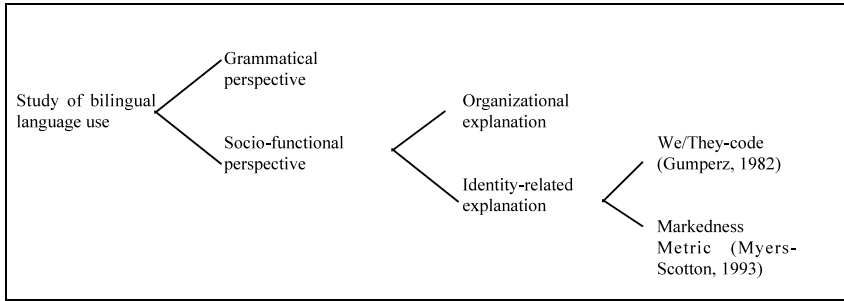 Grammatical
perspective
Study of bilingual
language use
Socio-functional
perspective
Organizational
explanation
Identity-related
explanation
We/They-code
(Gumperz, 1982)
Markedness
Metric (Myers-
Scotton, 1993)